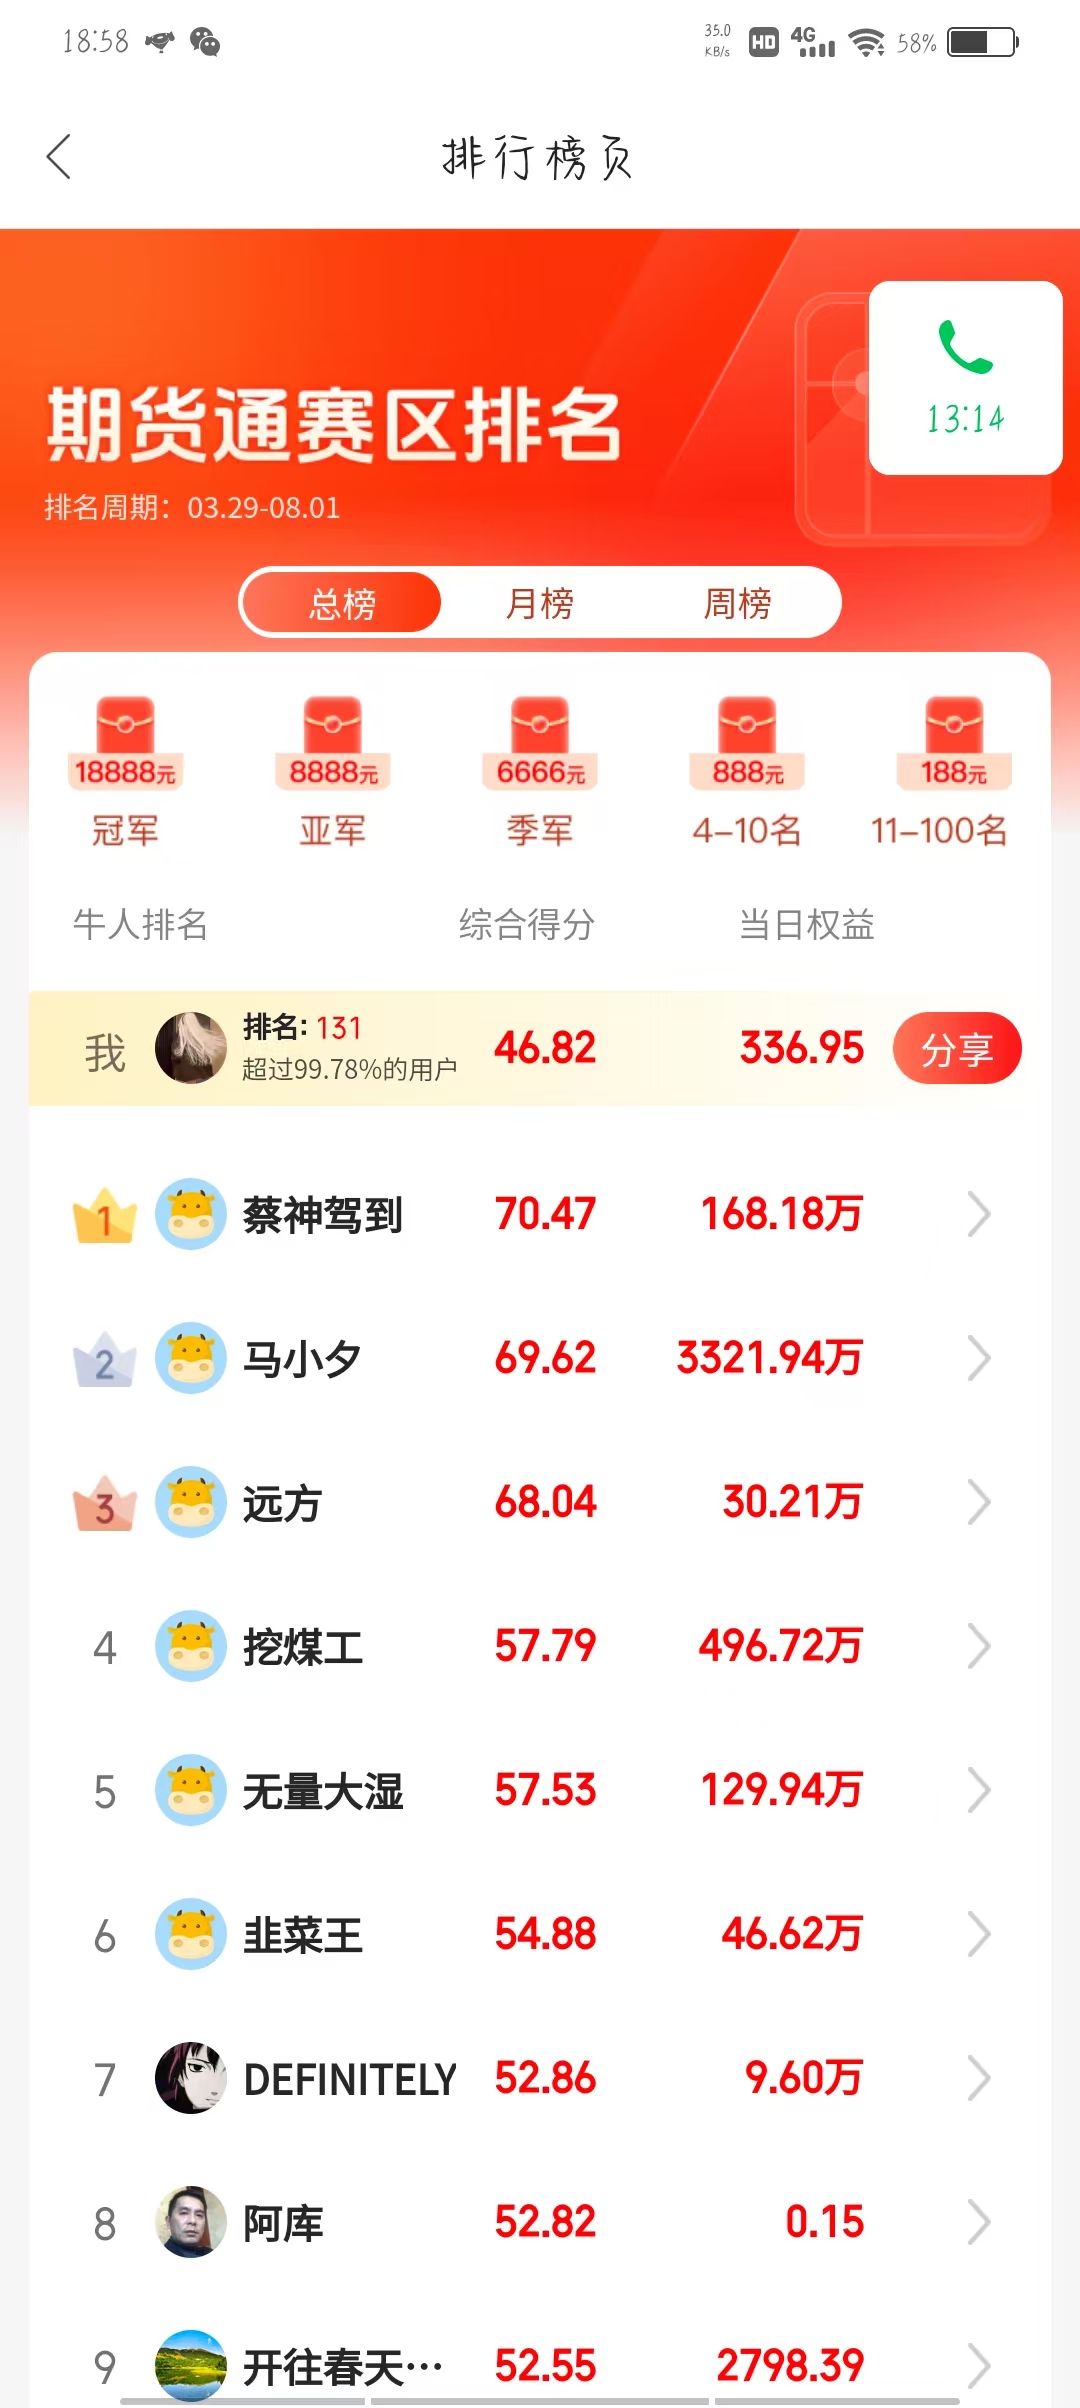 18:58
35.0
KB/s
HD
4G
58%
排行榜页
13:14
期货通赛区排名
排名周期：03.29-08.01
总榜 月榜 周榜
18888元 8888元 6666元 888元 188元
冠军 亚军 季军 4–10名 11–100名
牛人排名 综合得分 当日权益
我 排名: 131 46.82 336.95 分享
超过99.78%的用户
1 蔡神驾到 70.47 168.18万
2 马小夕 69.62 3321.94万
3 远方 68.04 30.21万
4 挖煤工 57.79 496.72万
5 无量大湿 57.53 129.94万
6 韭菜王 54.88 46.62万
7 DEFINITELY 52.86 9.60万
8 阿库 52.82 0.15
9 开往春天… 52.55 2798.39